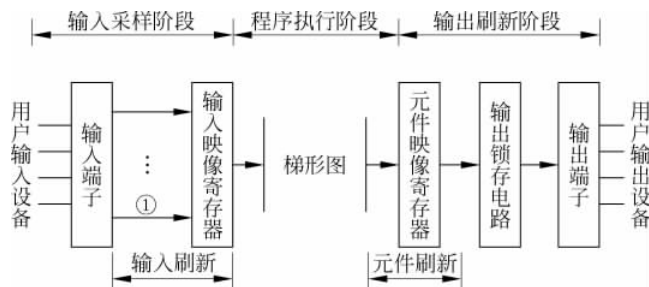 输入采样阶段
程序执行阶段
输出刷新阶段
用户输入设备
输入端子
①
⋮
输入映像寄存器
梯形图
元件映像寄存器
输出锁存电路
输出端子
用户输出设备
输入刷新
元件刷新